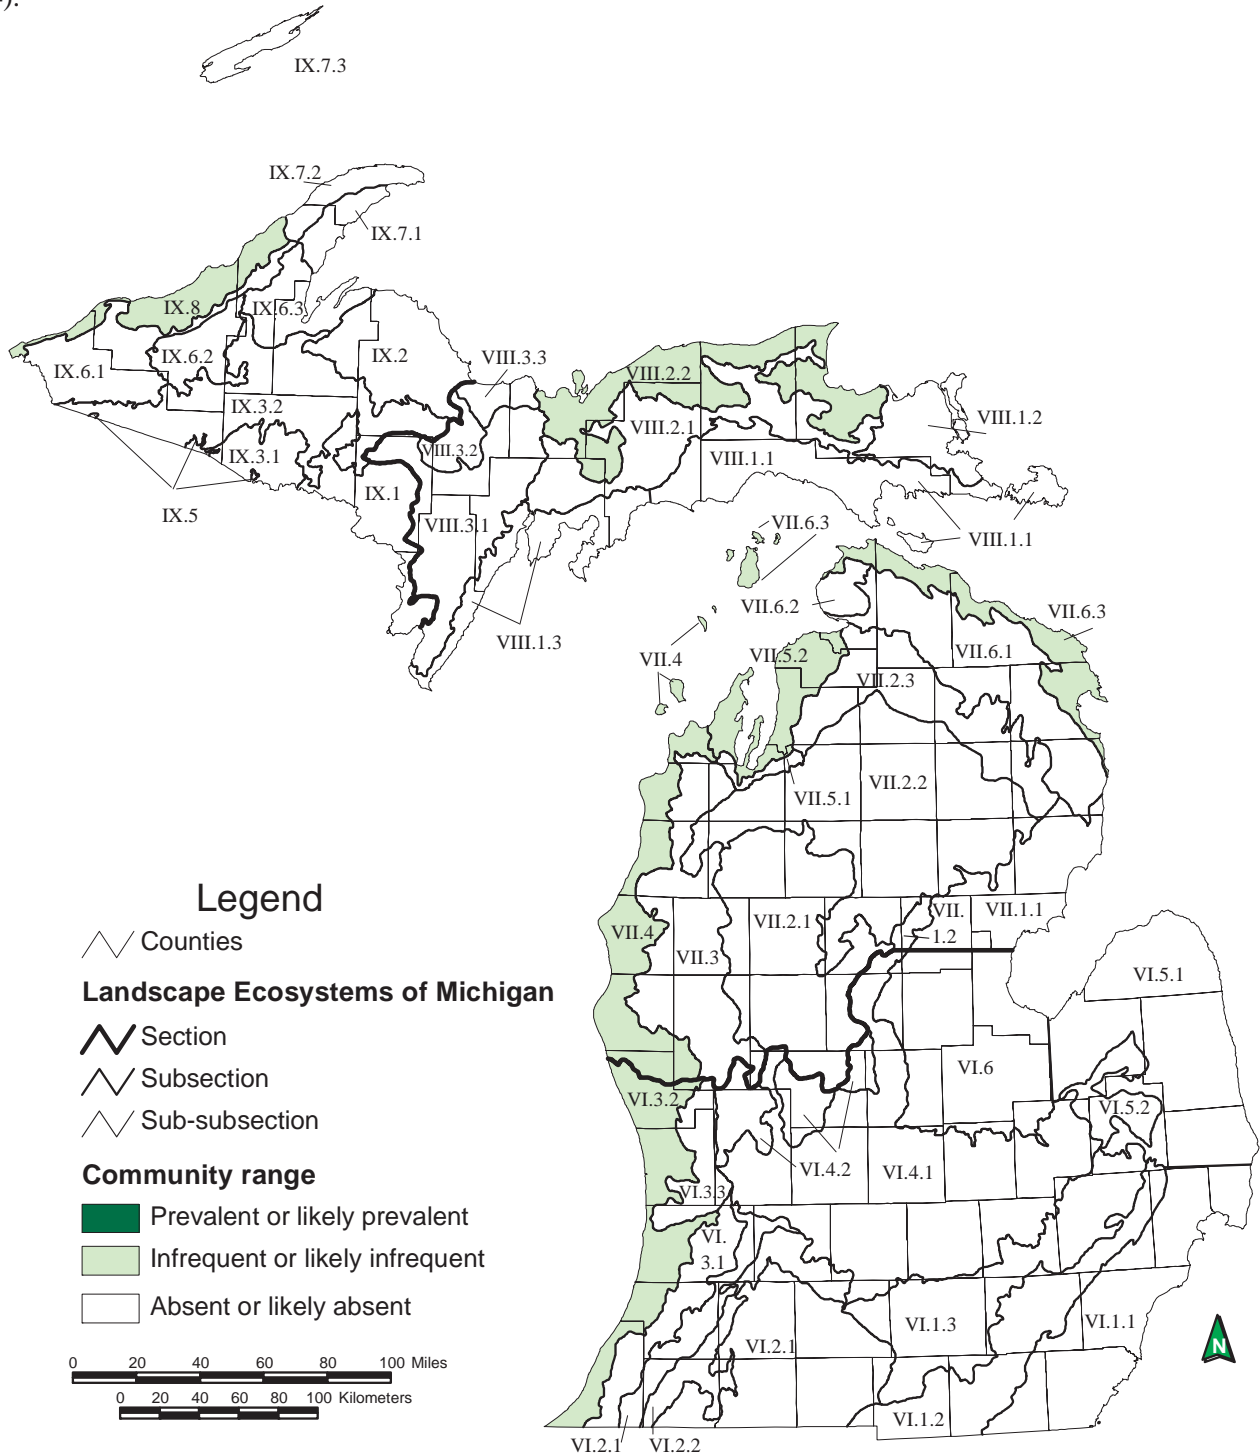 ).
IX.7.3
IX.7.2
IX.7.1
IX.8
IX.6.3
IX.6.2
IX.6.1
IX.2
VIII.3.3
VIII.2.2
IX.3.2
VIII.2.1
VIII.1.2
VIII.3.2
VIII.1.1
IX.3.1
IX.1
IX.5
VIII.3.1
VII.6.3
VIII.1.1
VII.6.2
VII.6.3
VIII.1.3
VII.4
VII.5.2
VII.6.1
VII.2.3
VII.5.1
VII.2.2
VII.4
VII.3
VII.2.1
VII.
1.2
VII.1.1
VI.5.1
VI.6
VI.3.2
VI.5.2
VI.4.2
VI.4.1
VI.3.3
VI.
3.1
VI.2.1
VI.1.3
VI.1.1
VI.1.2
VI.2.1
VI.2.2
Legend
Counties
Landscape Ecosystems of Michigan
Section
Subsection
Sub-subsection
Community range
Prevalent or likely prevalent
Infrequent or likely infrequent
Absent or likely absent
0 20 40 60 80 100 Miles
0 20 40 60 80 100 Kilometers
N